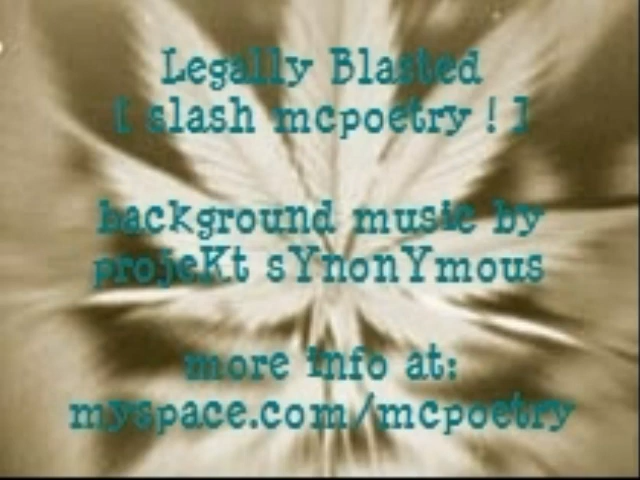 Legally Blasted
[ slash mcpoetry ! ]
background music by
projeKt sYnonYmous
more info at:
myspace.com/mcpoetry